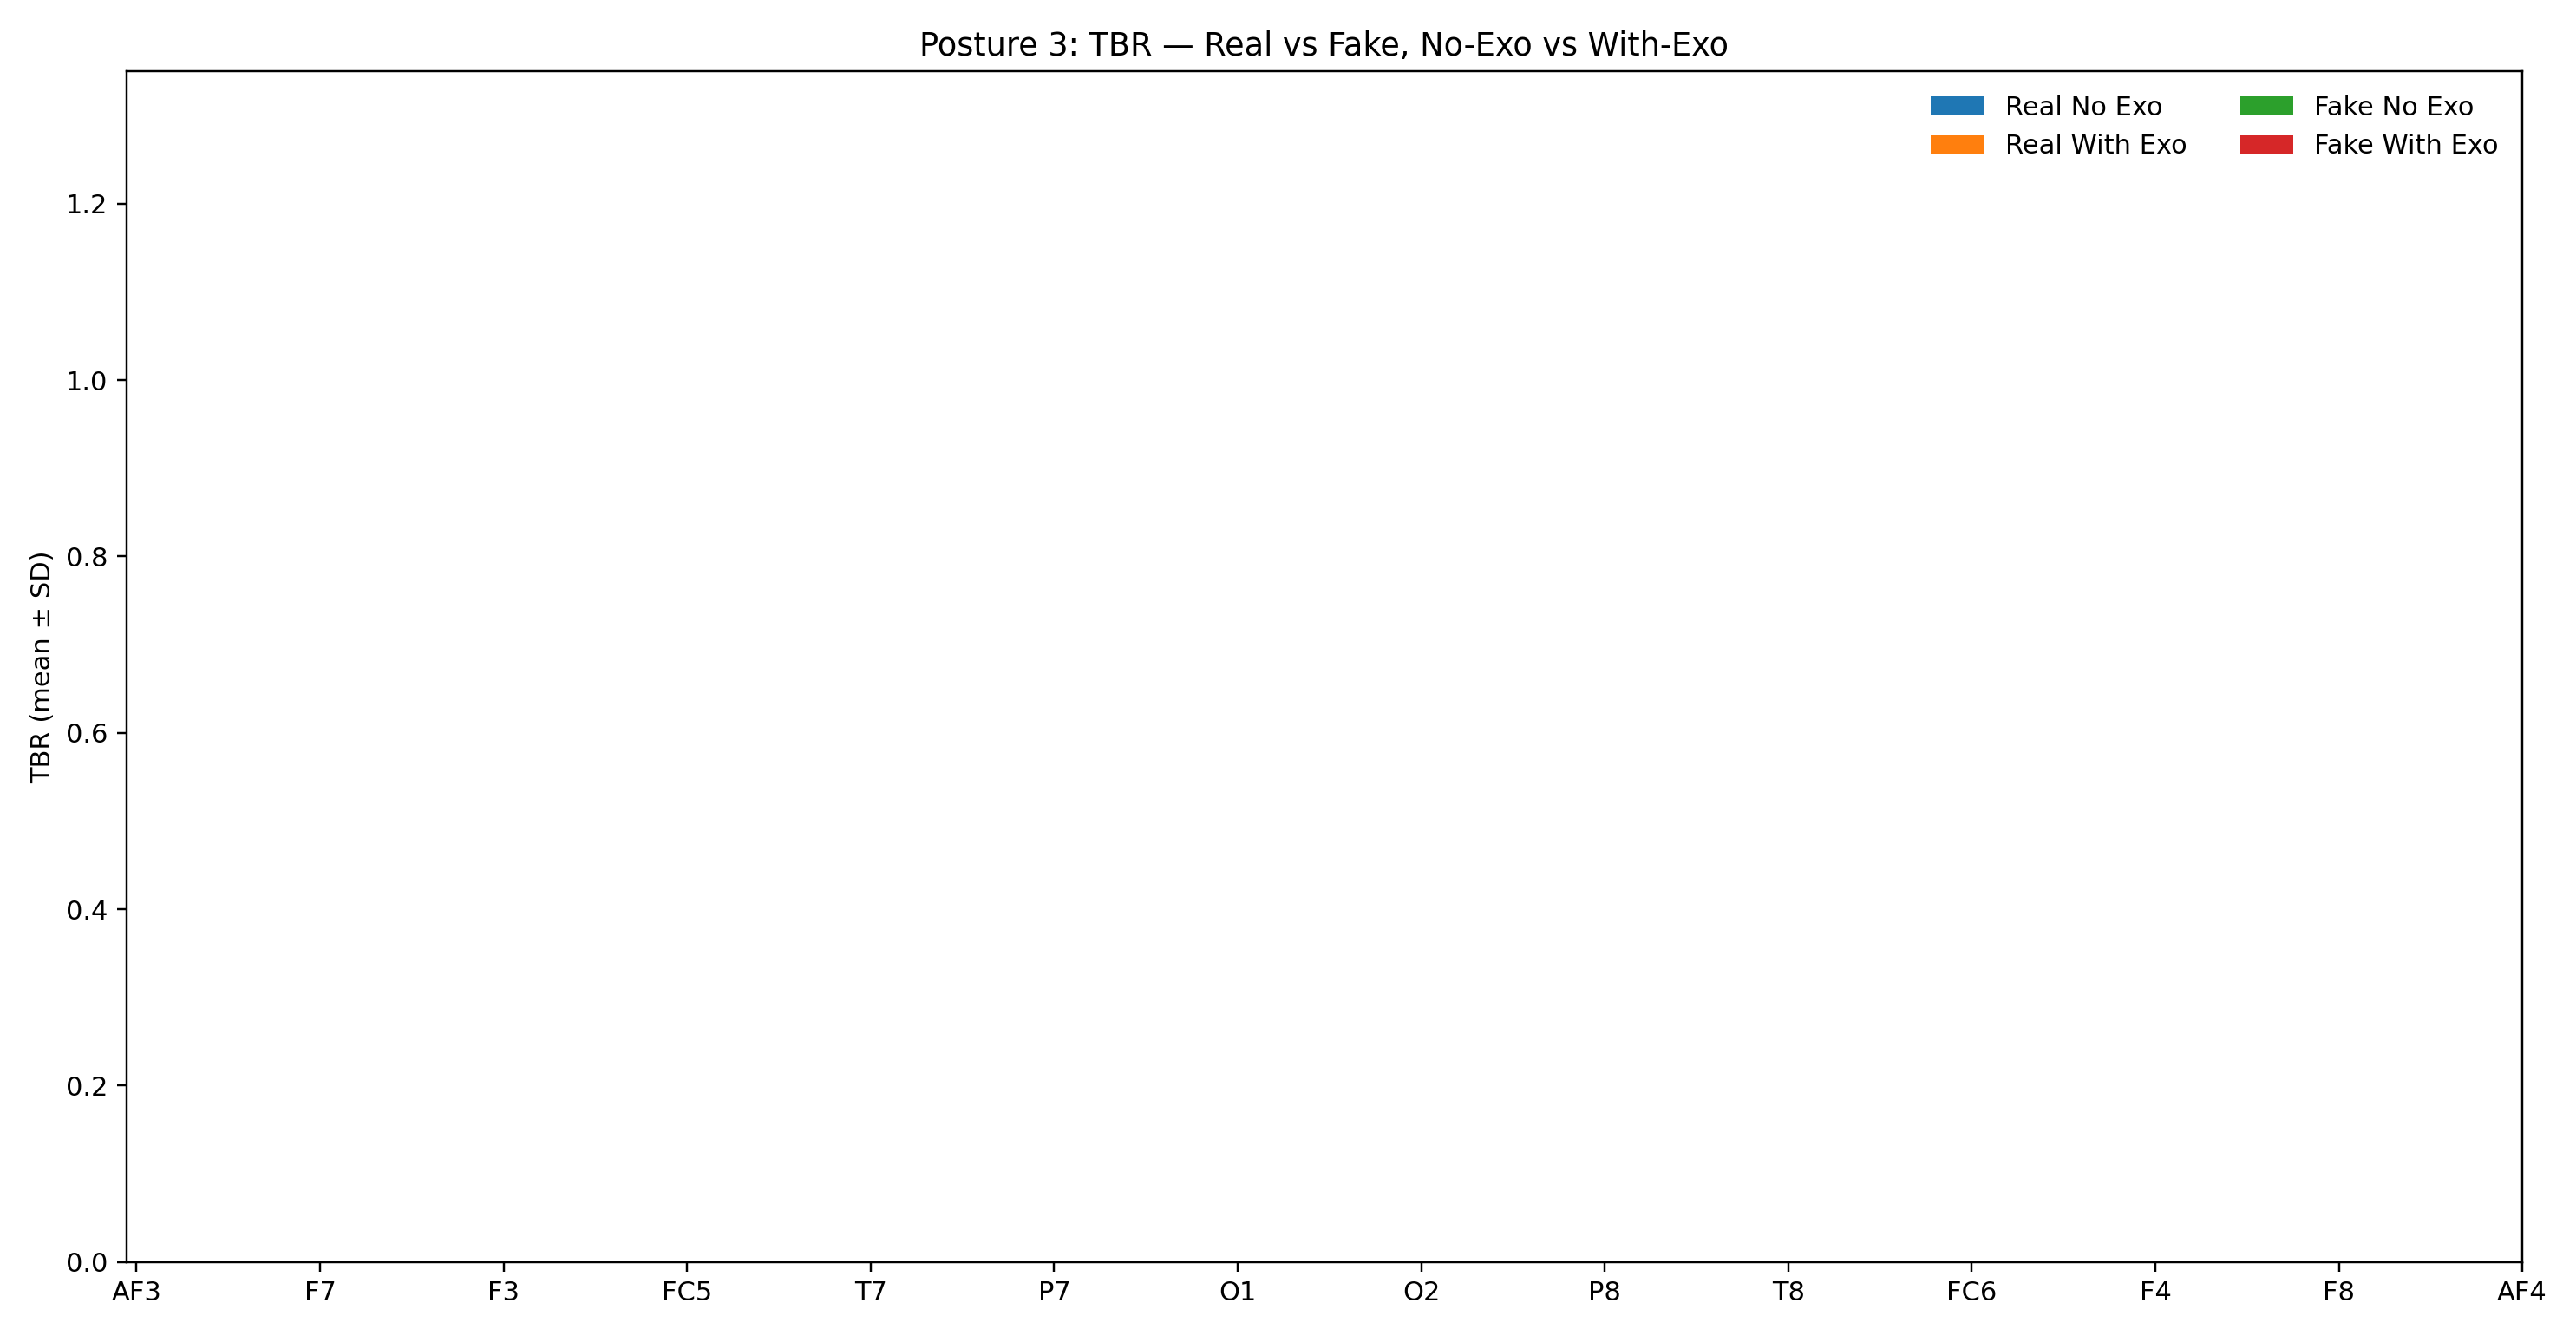 Posture 3: TBR — Real vs Fake, No-Exo vs With-Exo
Real No Exo
Real With Exo
Fake No Exo
Fake With Exo
TBR (mean ± SD)
1.2
1.0
0.8
0.6
0.4
0.2
0.0
AF3 F7 F3 FC5 T7 P7 O1 O2 P8 T8 FC6 F4 F8 AF4